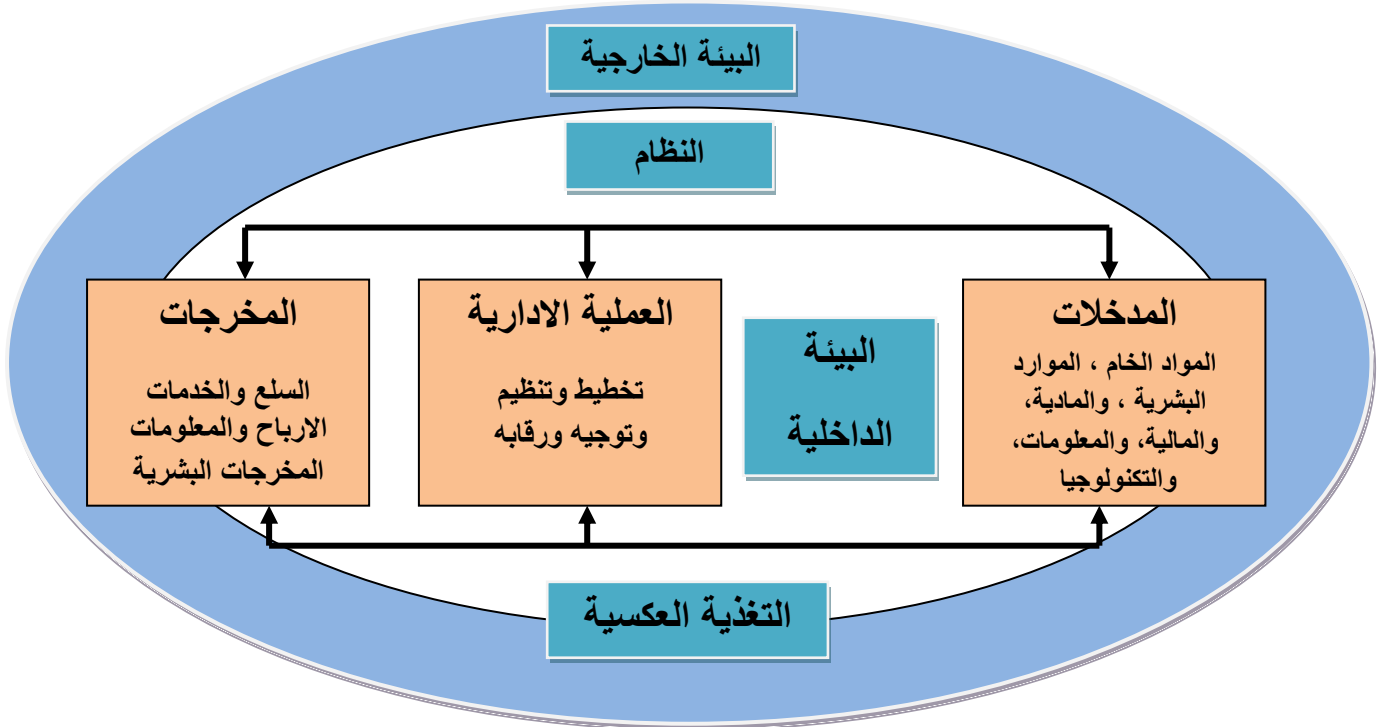 البيئة الخارجية
النظام
المدخلات
المواد الخام ، الموارد
البشرية ، والمادية،
والمالية، والمعلومات،
والتكنولوجيا
البيئة
الداخلية
العملية الادارية
تخطيط وتنظيم
وتوجيه ورقابه
المخرجات
السلع والخدمات
الارباح والمعلومات
المخرجات البشرية
التغذية العكسية